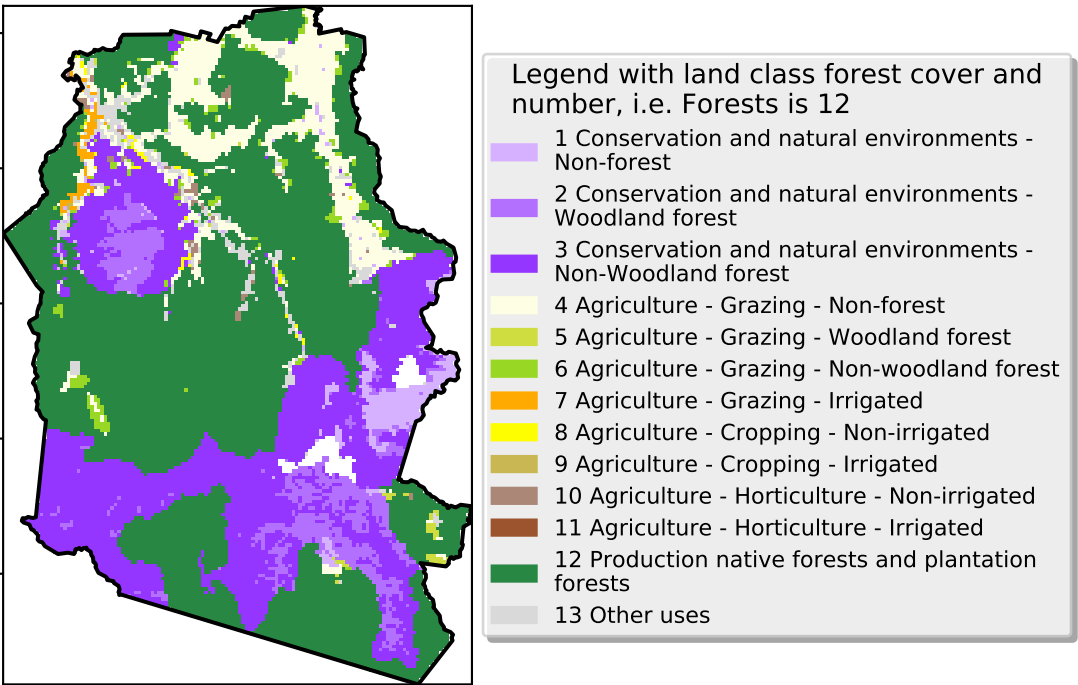 Legend with land class forest cover and
number, i.e. Forests is 12
1 Conservation and natural environments -
Non-forest
2 Conservation and natural environments -
Woodland forest
3 Conservation and natural environments -
Non-Woodland forest
4 Agriculture - Grazing - Non-forest
5 Agriculture - Grazing - Woodland forest
6 Agriculture - Grazing - Non-woodland forest
7 Agriculture - Grazing - Irrigated
8 Agriculture - Cropping - Non-irrigated
9 Agriculture - Cropping - Irrigated
10 Agriculture - Horticulture - Non-irrigated
11 Agriculture - Horticulture - Irrigated
12 Production native forests and plantation
forests
13 Other uses